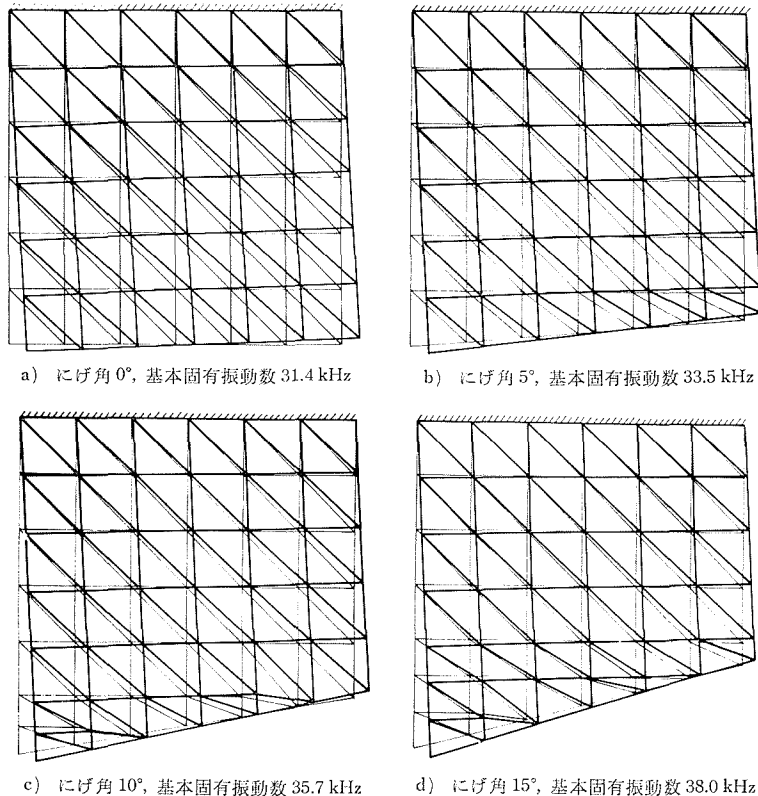 a) にげ角 0°, 基本固有振動数 31.4 kHz
b) にげ角 5°, 基本固有振動数 33.5 kHz
c) にげ角 10°, 基本固有振動数 35.7 kHz
d) にげ角 15°, 基本固有振動数 38.0 kHz